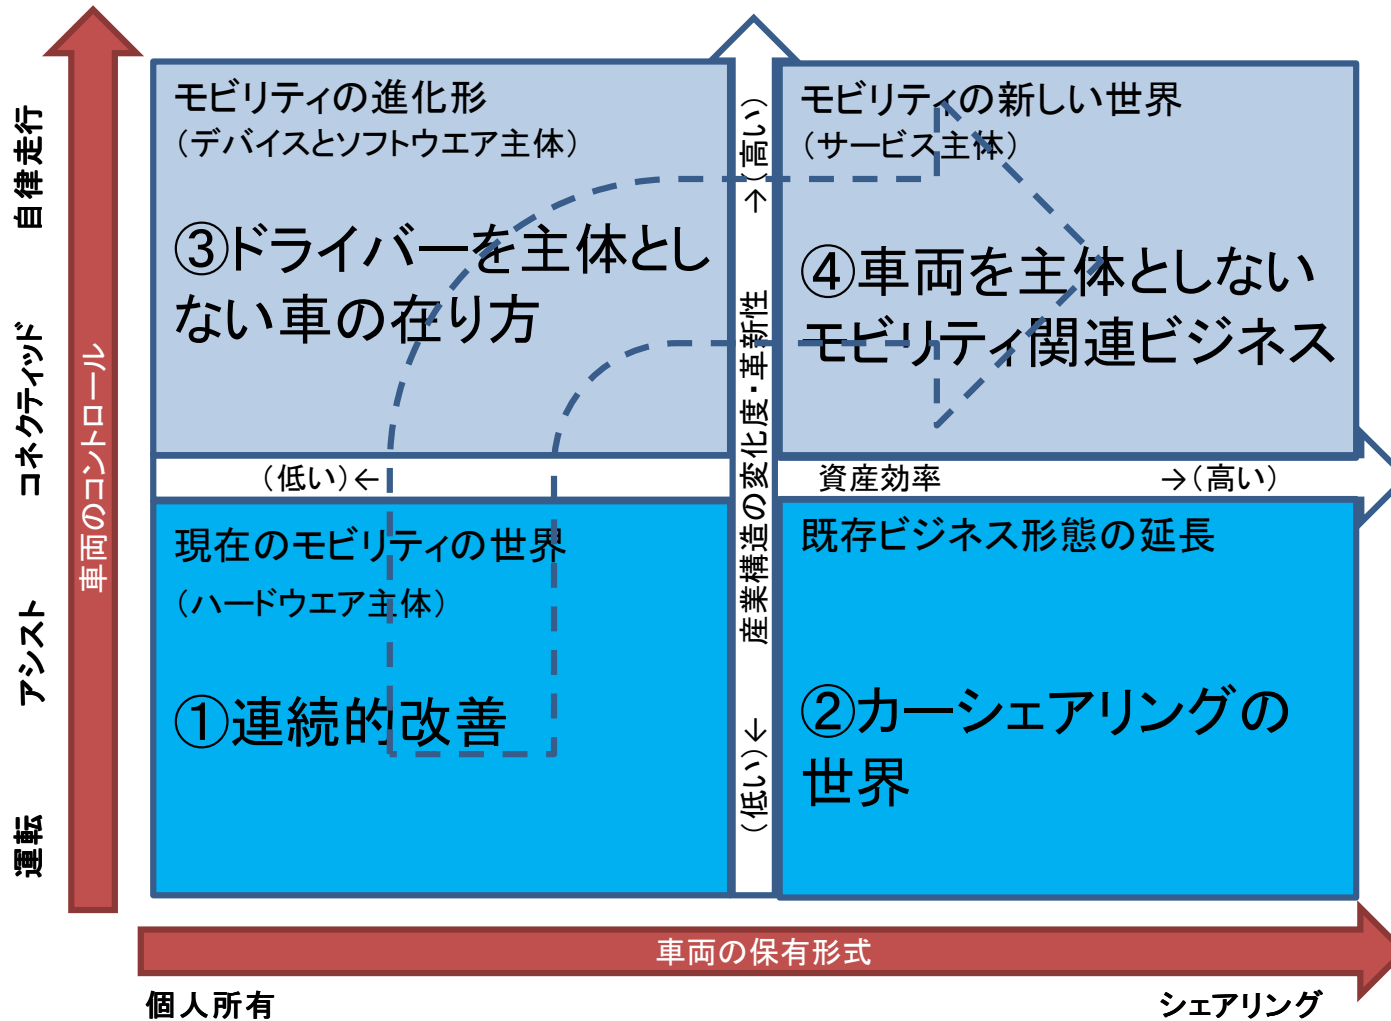 モビリティの進化形
（デバイスとソフトウエア主体）
③ドライバーを主体とし
ない車の在り方
モビリティの新しい世界
（サービス主体）
④車両を主体としない
モビリティ関連ビジネス
現在のモビリティの世界
（ハードウエア主体）
①連続的改善
既存ビジネス形態の延長
②カーシェアリングの
世界
（低い）←
資産効率
→（高い）
（低い）← 産業構造の変化度・革新性 →（高い）
車両のコントロール
自律走行
コネクティッド
アシスト
運転
車両の保有形式
個人所有
シェアリング